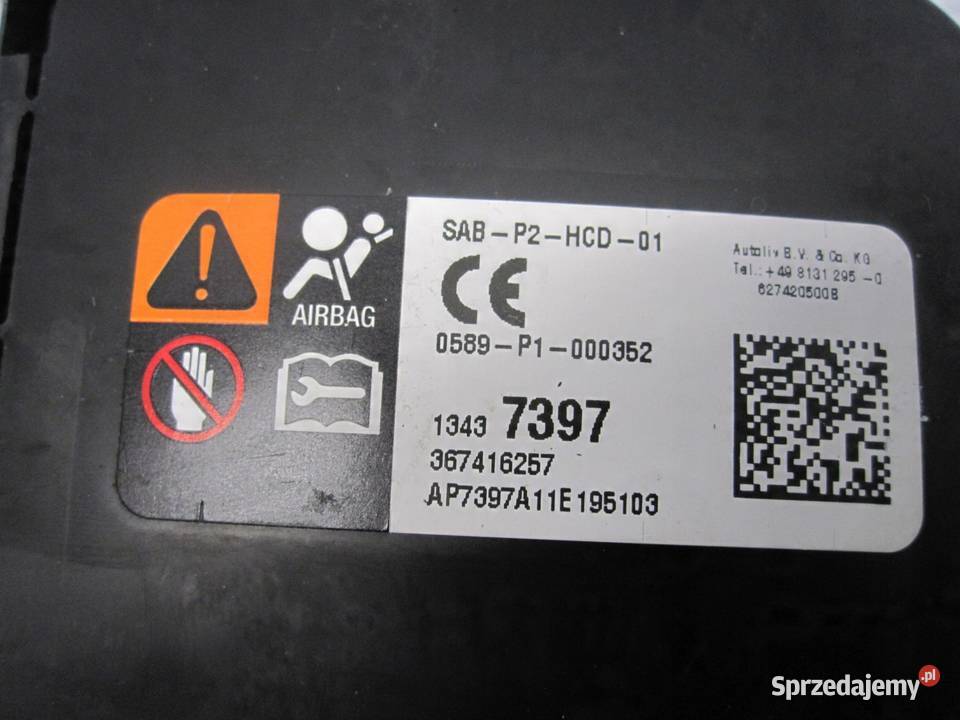 AIRBAG
SAB-P2-HCD-01
CE
0589-P1-000352
1343 7397
367416257
AP7397A11E195103
Autoliv B.V. & Co. KG
Tel.: +49 8131 295 -0
627420500B
Sprzedajemy.pl